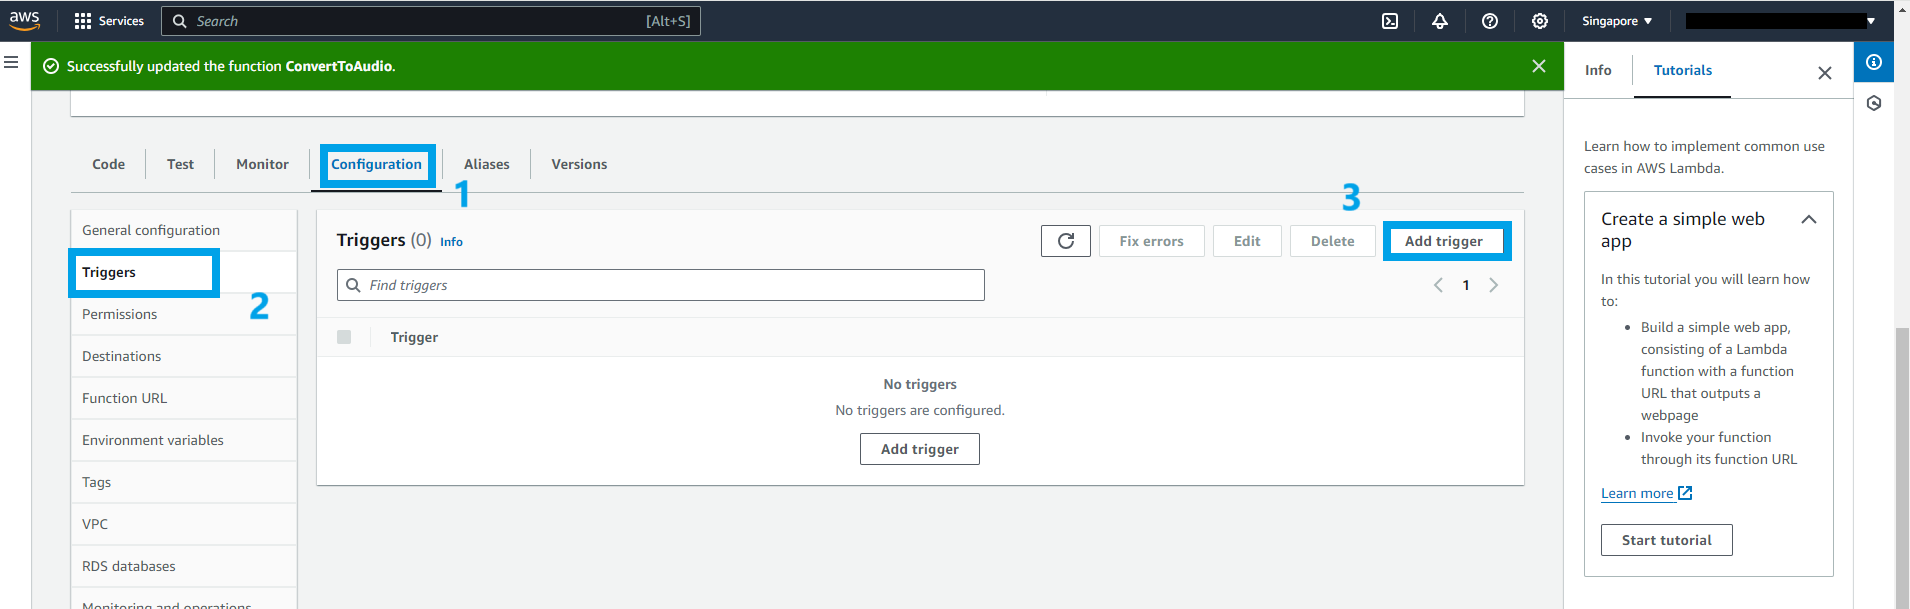 aws
Services
Search
[Alt+S]
Singapore
Successfully updated the function ConvertToAudio.
Info
Tutorials
Code
Test
Monitor
Configuration
Aliases
Versions
1
General configuration
Triggers
2
Permissions
Destinations
Function URL
Environment variables
Tags
VPC
RDS databases
Monitoring and operations
Triggers (0) Info
3
Fix errors
Edit
Delete
Add trigger
Find triggers
1
Trigger
No triggers
No triggers are configured.
Add trigger
Learn how to implement common use
cases in AWS Lambda.
Create a simple web
app
In this tutorial you will learn how
to:
• Build a simple web app,
consisting of a Lambda
function with a function
URL that outputs a
webpage
• Invoke your function
through its function URL
Learn more
Start tutorial